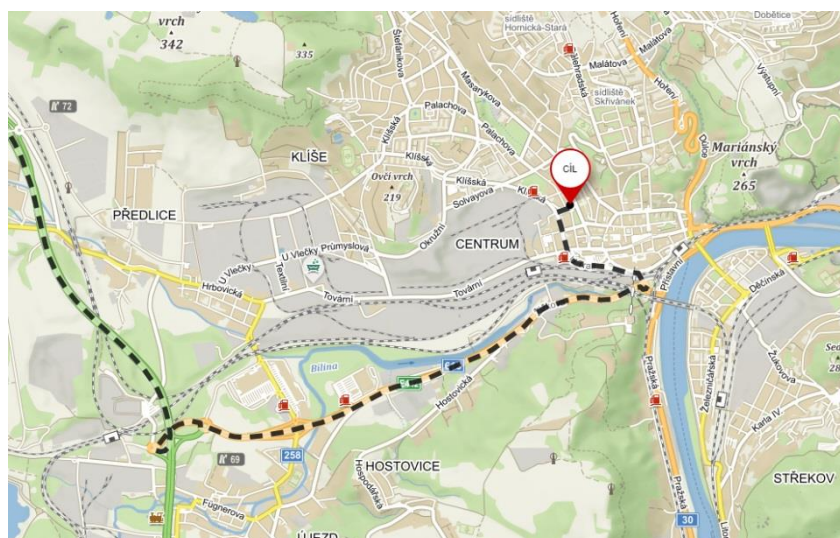 vrch
342
335
sídliště
Hornická-Stará
Dobětice
Hoření
Malátova
Malátova
Štefánikova
Masarykova
sídliště
Skřivánek
Hoření
Výstupní
72
Palachova
Klíšská
Palachova
Mariánský
vrch
265
KLÍŠE
Klíšská
Ovčí vrch
219
CÍL
Klíšská
Solvayova
PŘEDLICE
Okružní
CENTRUM
U Vlečky
Průmyslová
U Vlečky
Textilní
Tovární
Tovární
Hrbovická
Přístavní
Děčínská
Bílina
Hostovická
Pražská
Železničářská
Žukovova
Karla IV.
258
69
HOSTOVICE
Hospodářská
Fügnerova
Pražská
Pražská
30
STŘEKOV
ÚJEZD